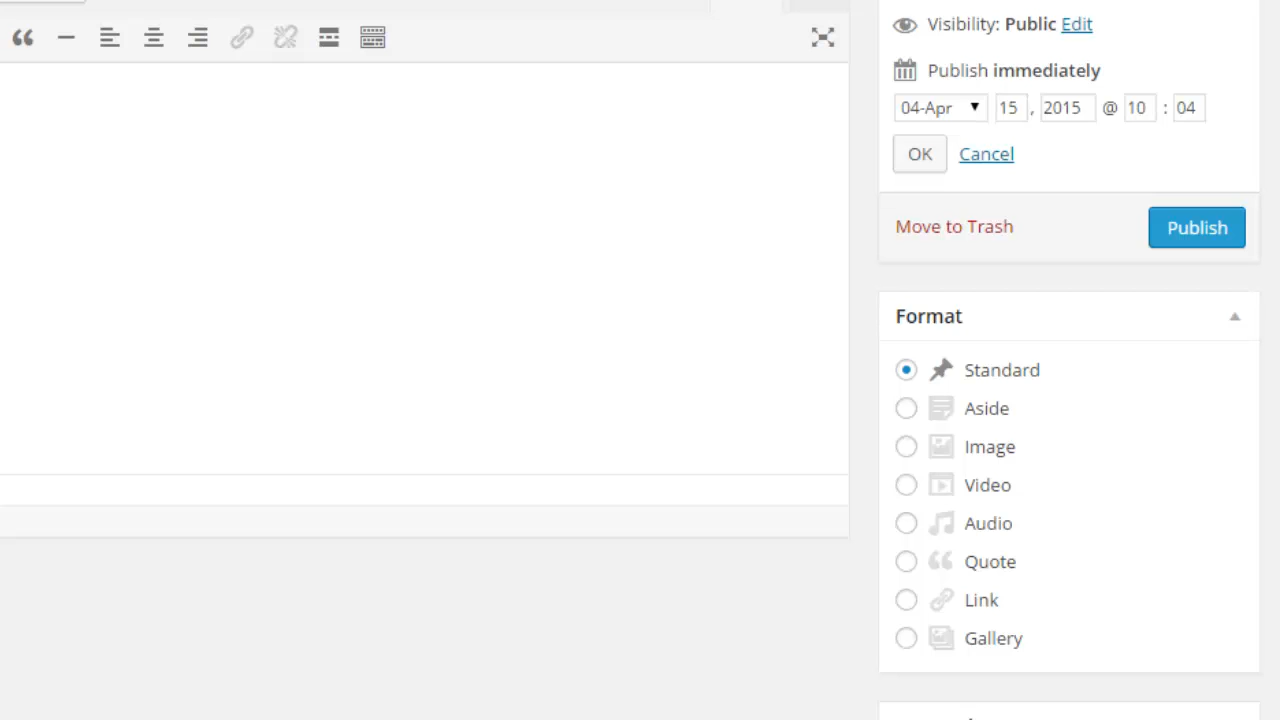 Visibility: Public Edit
Publish immediately
04-Apr 15 , 2015 @ 10 : 04
OK Cancel
Move to Trash Publish
Format
Standard
Aside
Image
Video
Audio
Quote
Link
Gallery